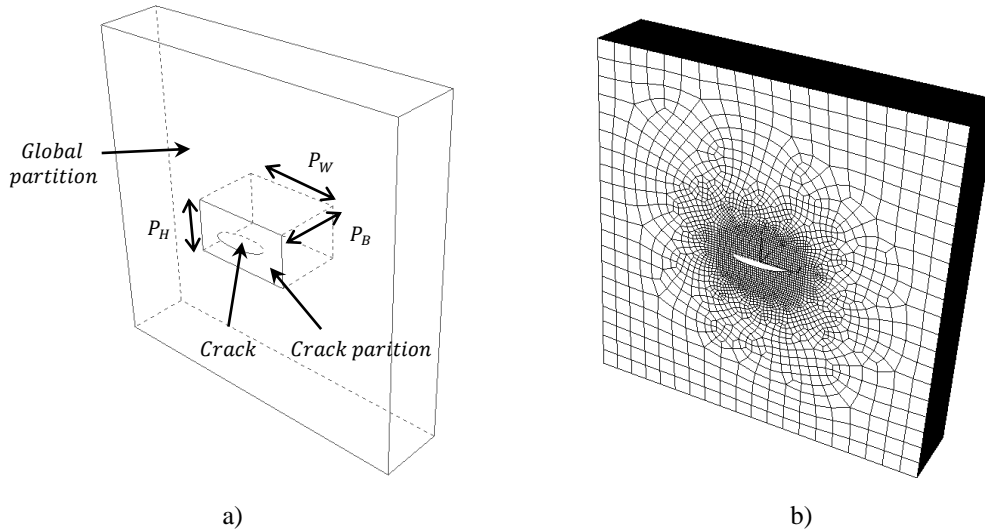 Global
partition
P_W
P_H
P_B
Crack
Crack parition
a)
b)